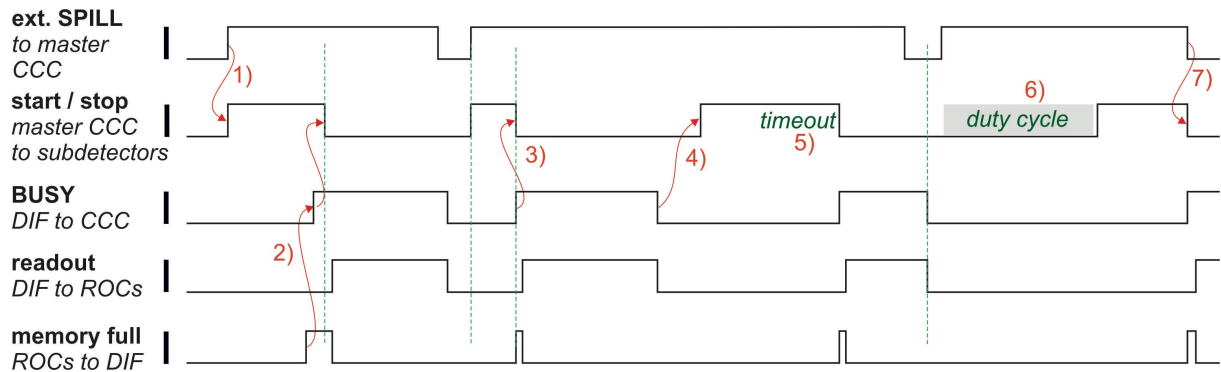 ext. SPILL
to master
CCC
1)
7)
start / stop
master CCC
to subdetectors
timeout
5)
6)
duty cycle
3)
4)
BUSY
DIF to CCC
2)
readout
DIF to ROCs
memory full
ROCs to DIF